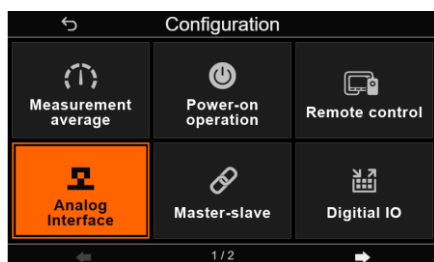 Configuration
Measurement
average
Power-on
operation
Remote control
Analog
Interface
Master-slave
Digitial IO
1 / 2